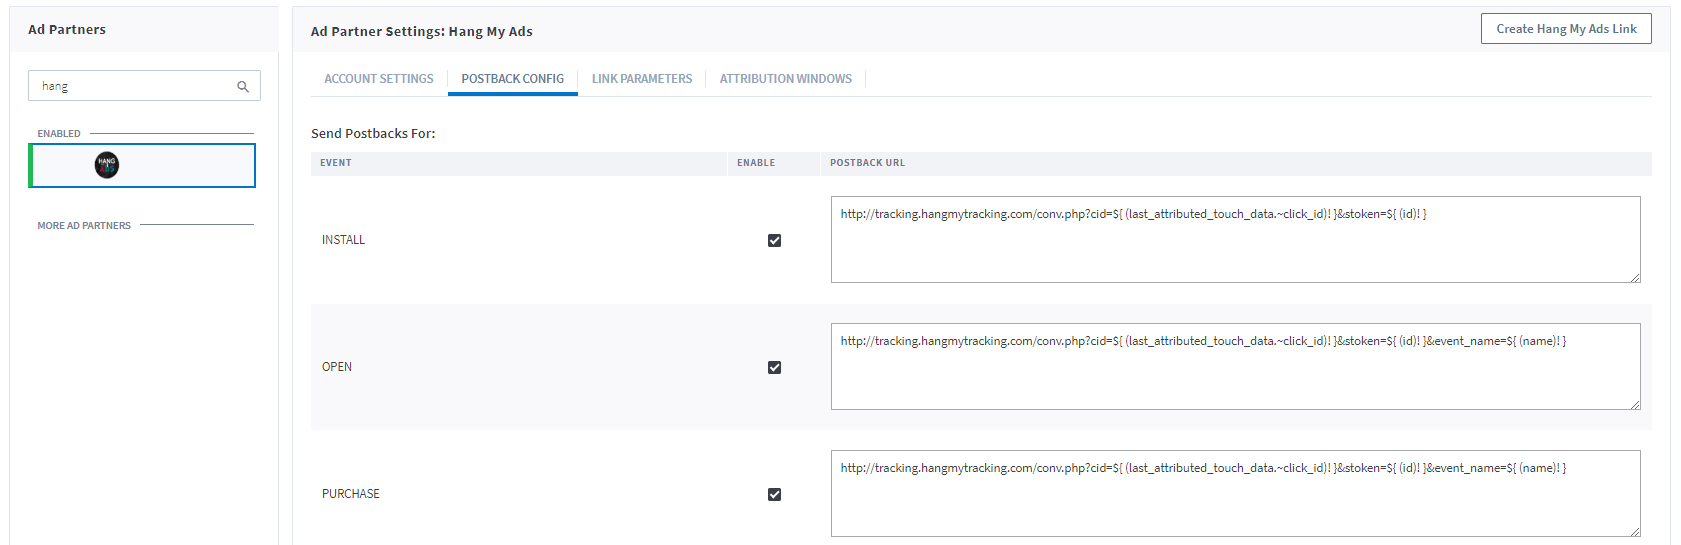 Ad Partners
hang
ENABLED
HANG
ADS
MORE AD PARTNERS
Ad Partner Settings: Hang My Ads
Create Hang My Ads Link
ACCOUNT SETTINGS
POSTBACK CONFIG
LINK PARAMETERS
ATTRIBUTION WINDOWS
Send Postbacks For:
EVENT
ENABLE
POSTBACK URL
INSTALL
http://tracking.hangmytracking.com/conv.php?cid=${ (last_attributed_touch_data.~click_id)! }&stoken=${ (id)! }
OPEN
http://tracking.hangmytracking.com/conv.php?cid=${ (last_attributed_touch_data.~click_id)! }&stoken=${ (id)! }&event_name=${ (name)! }
PURCHASE
http://tracking.hangmytracking.com/conv.php?cid=${ (last_attributed_touch_data.~click_id)! }&stoken=${ (id)! }&event_name=${ (name)! }